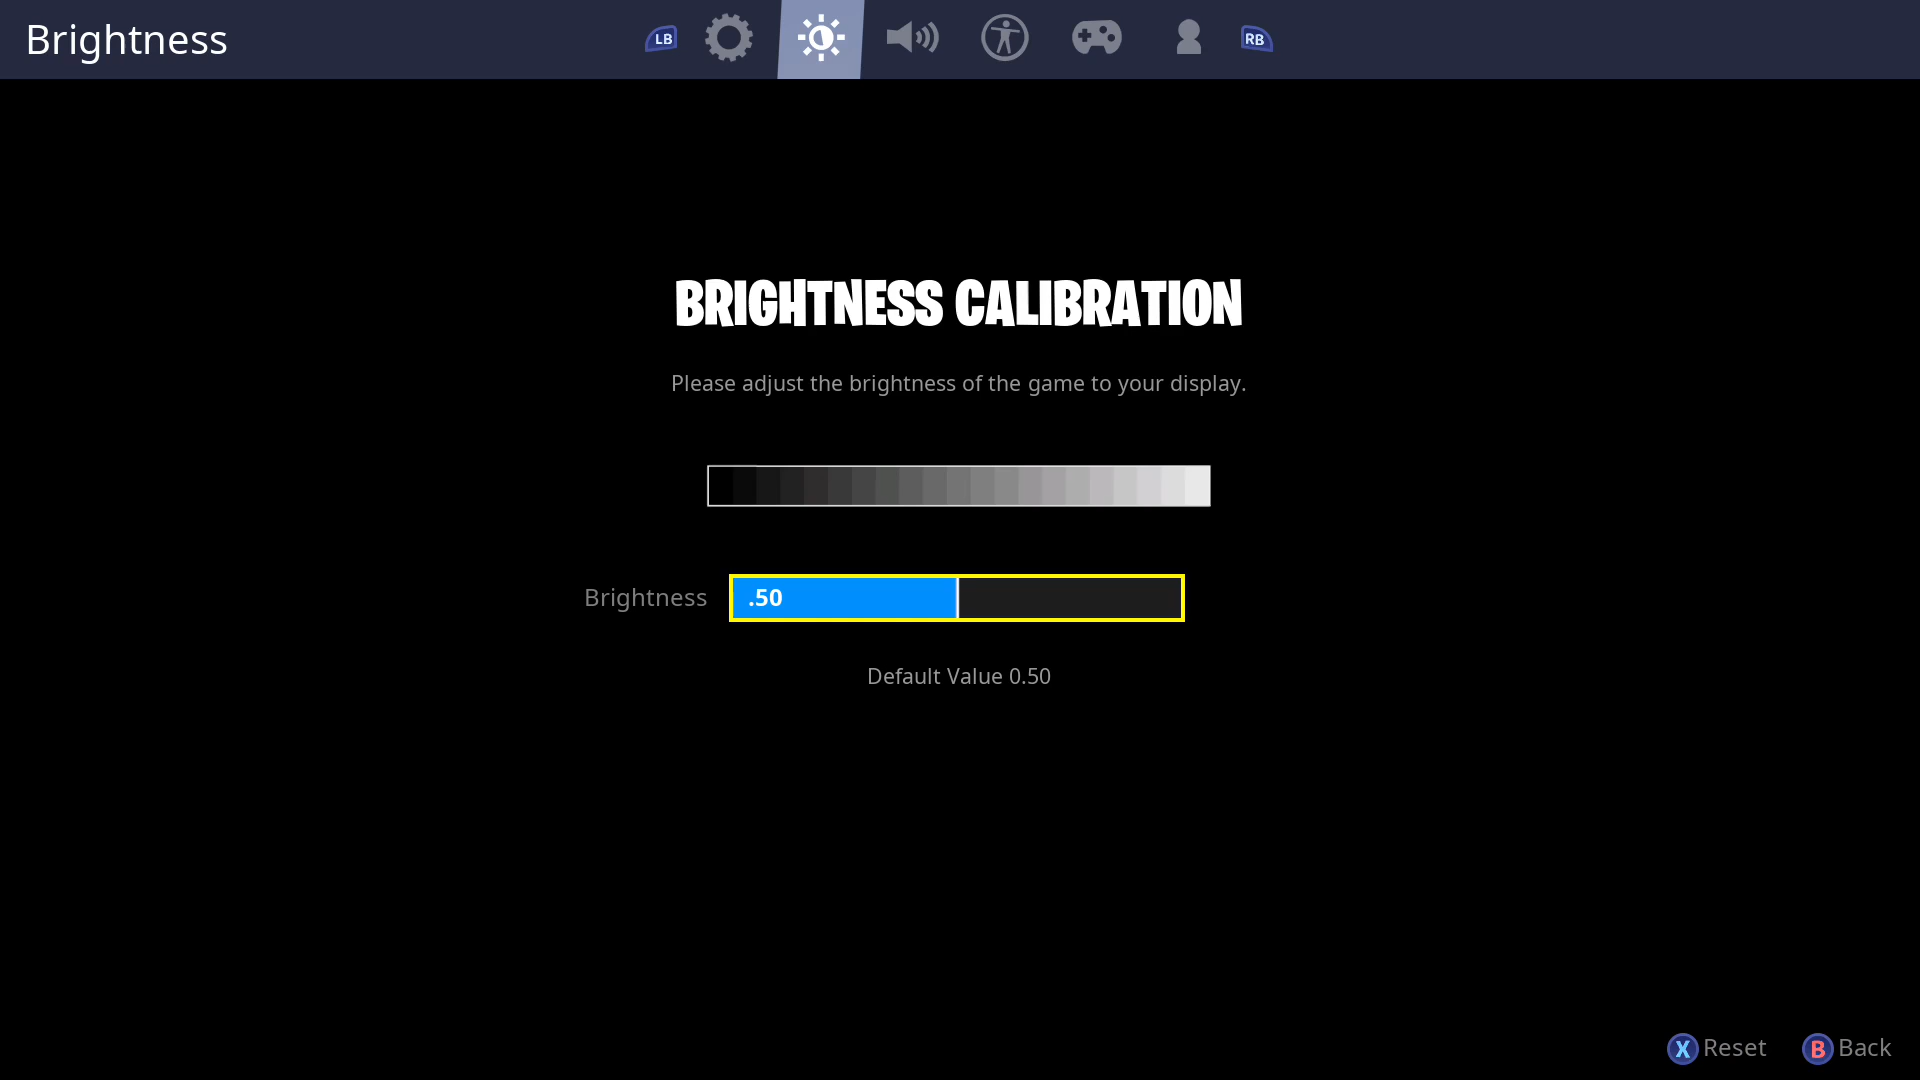 Brightness
LB
RB
BRIGHTNESS CALIBRATION
Please adjust the brightness of the game to your display.
Brightness .50
Default Value 0.50
X Reset B Back